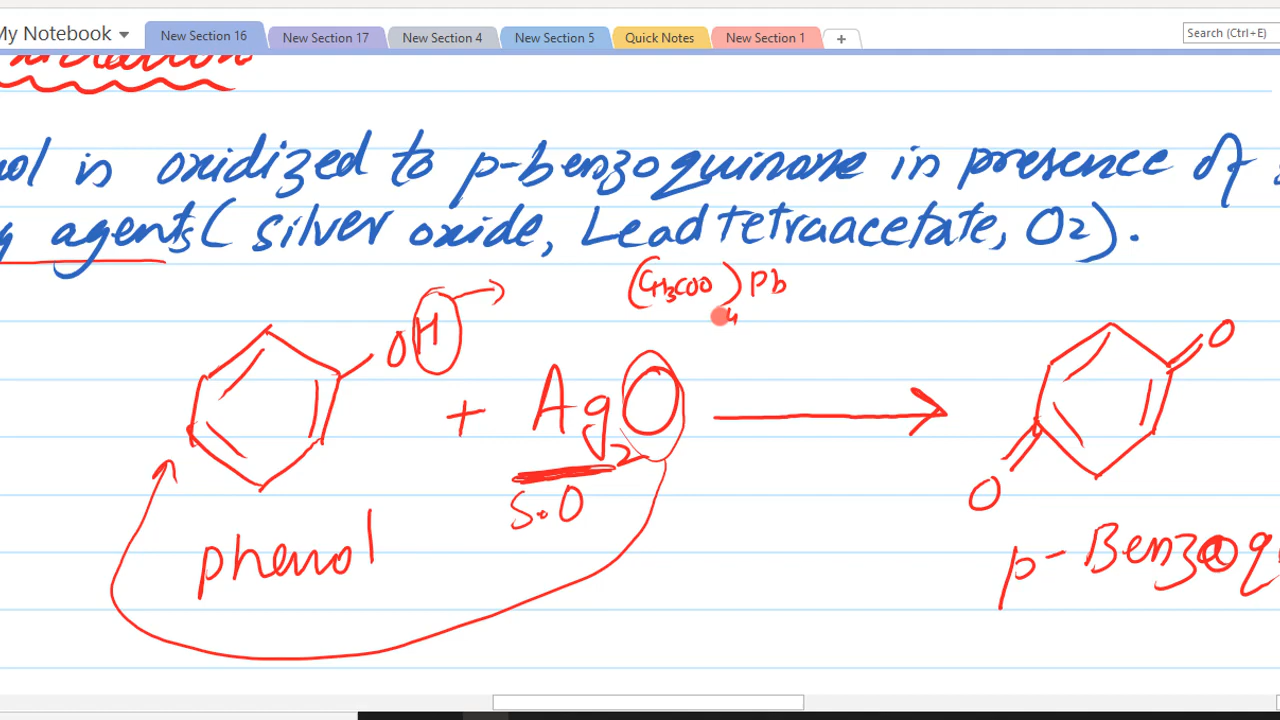 My Notebook New Section 16 New Section 17 New Section 4 New Section 5 Quick Notes New Section 1 + Search (Ctrl+E)
is oxidized to p-benzoquinone in presence of
agents (silver oxide, Lead tetraacetate, O2).
(CH3COO)4 Pb
OH + Ag2O O
S.O O
phenol p-Benzoq